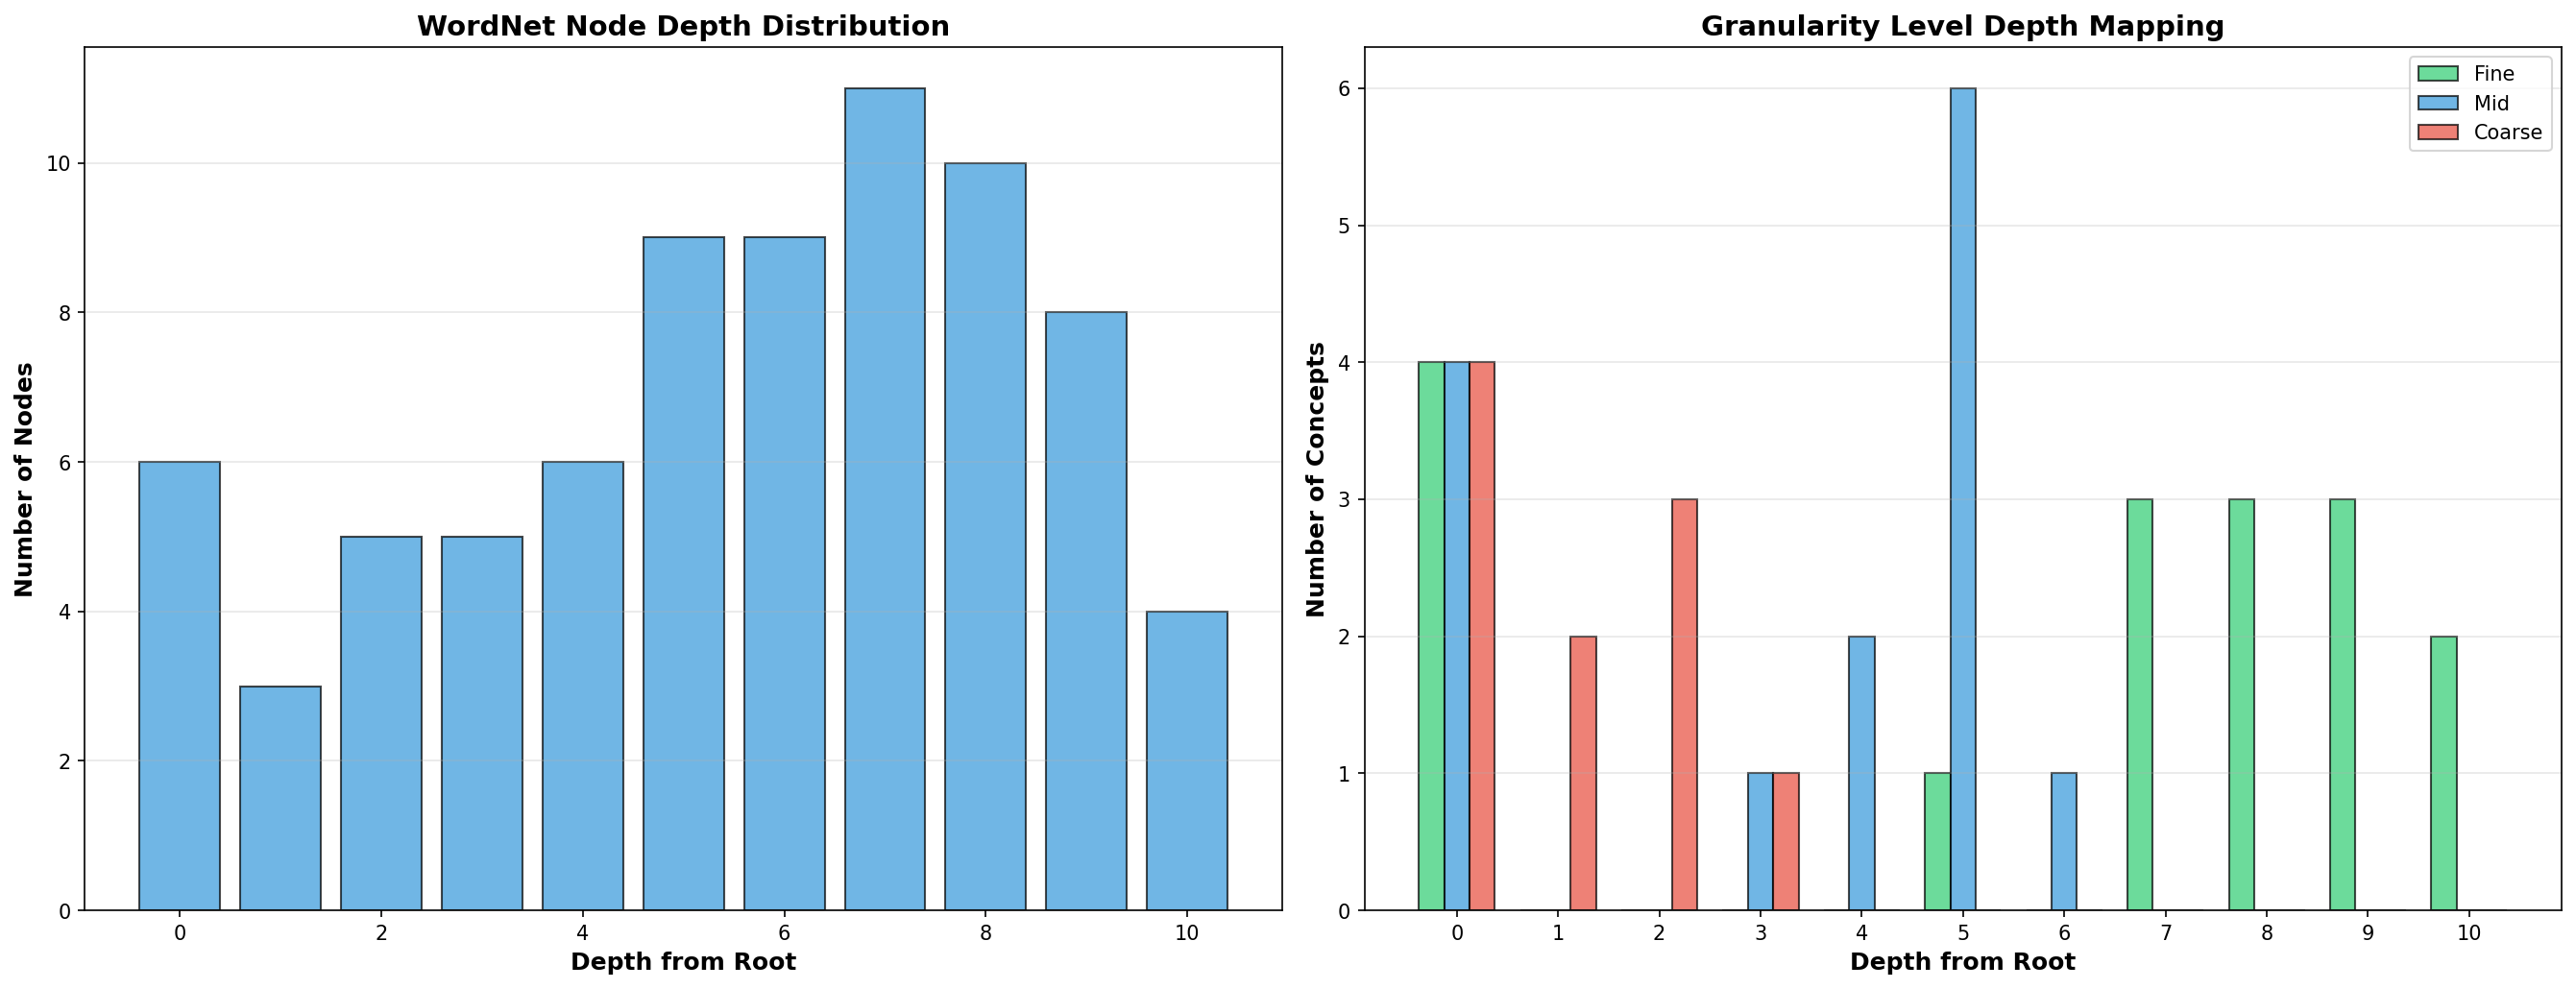 WordNet Node Depth Distribution
Number of Nodes
10
8
6
4
2
0
0 2 4 6 8 10
Depth from Root
Granularity Level Depth Mapping
Fine
Mid
Coarse
Number of Concepts
6
5
4
3
2
1
0
0 1 2 3 4 5 6 7 8 9 10
Depth from Root